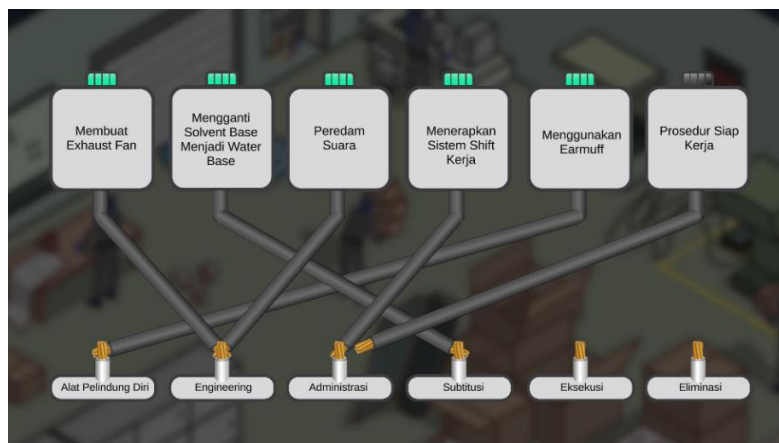 Membuat
Exhaust Fan
Mengganti
Solvent Base
Menjadi Water
Base
Peredam
Suara
Menerapkan
Sistem Shift
Kerja
Menggunakan
Earmuff
Prosedur Siap
Kerja
Alat Pelindung Diri
Engineering
Administrasi
Subtitusi
Eksekusi
Eliminasi